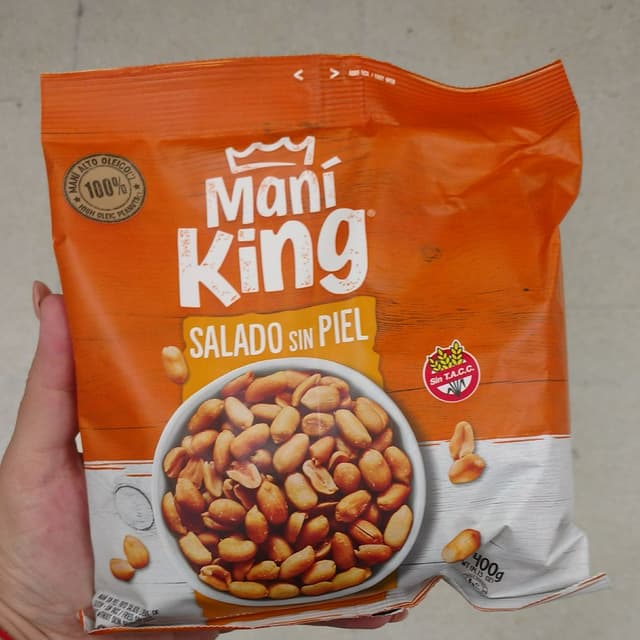 < >
MANÍ ALTO OLEICO
100%
HIGH OLEIC PEANUTS
Maní
King®
SALADO SIN PIEL
Sin T.A.C.C.
400g